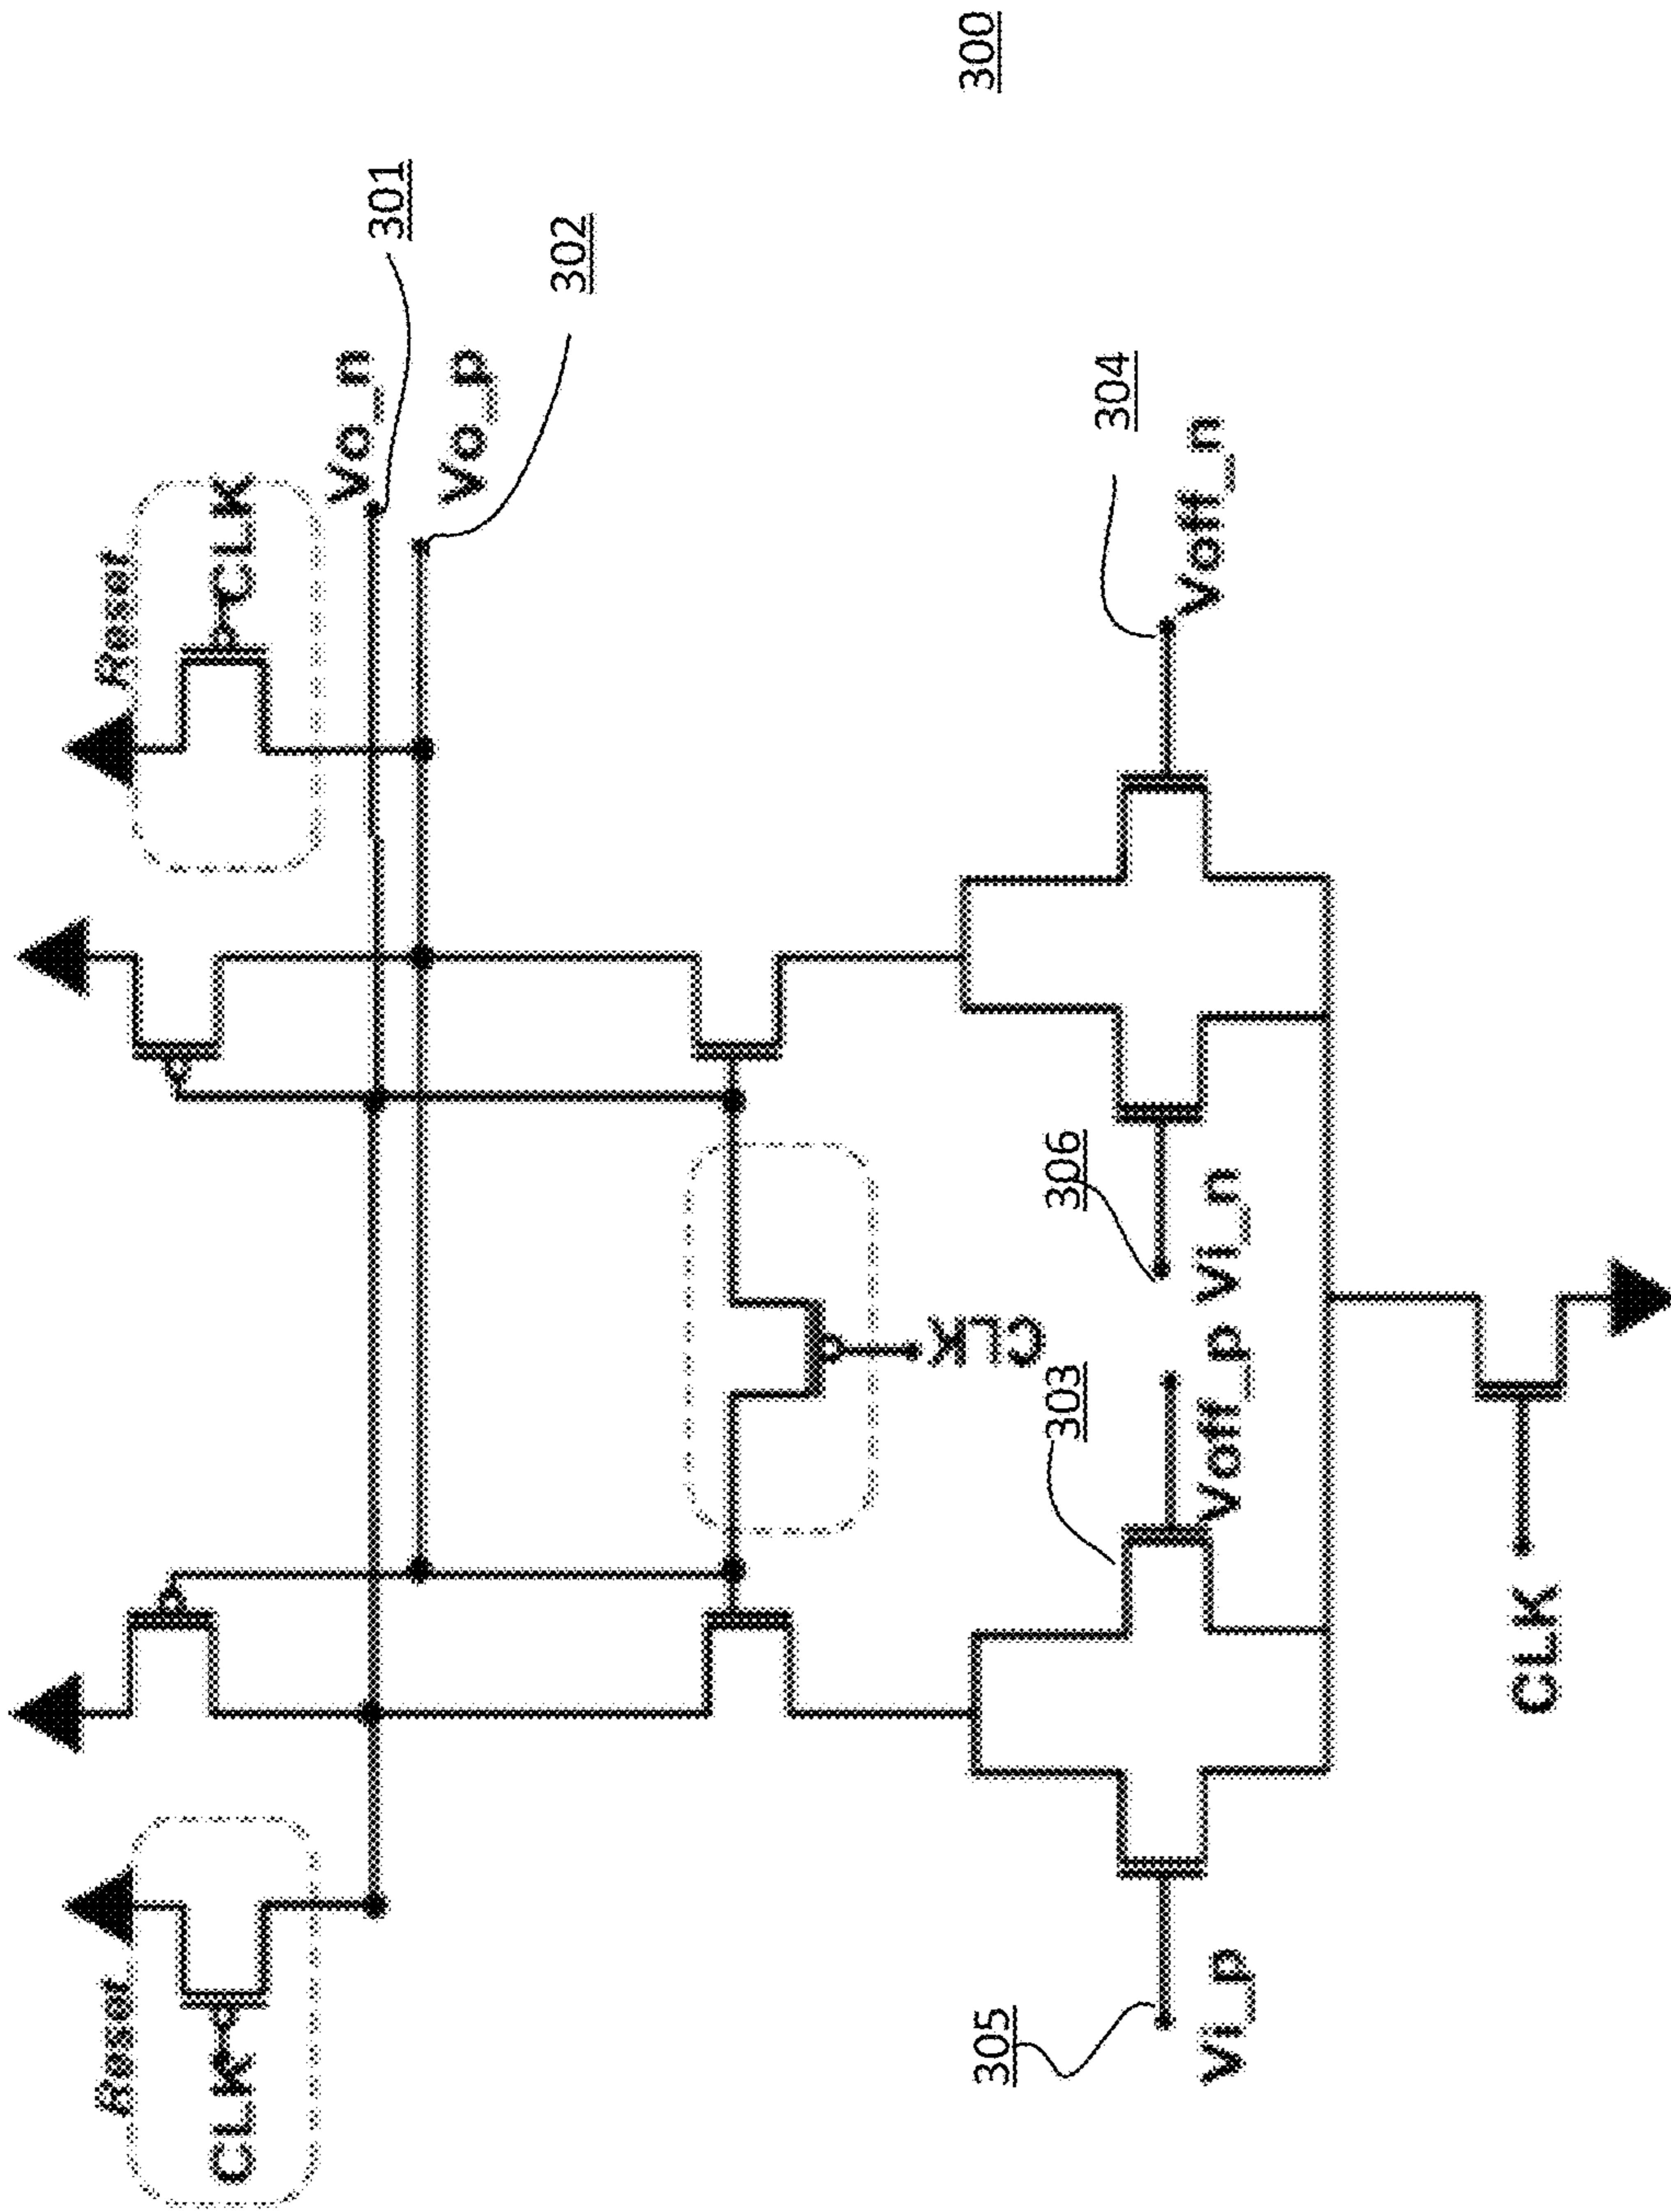 Reset
Reset
CLK
CLK
Vo_n
301
Vo_p
302
CLK
305
303
306
304
Vi_p
Voff_p
Vi_n
Voff_n
CLK
300